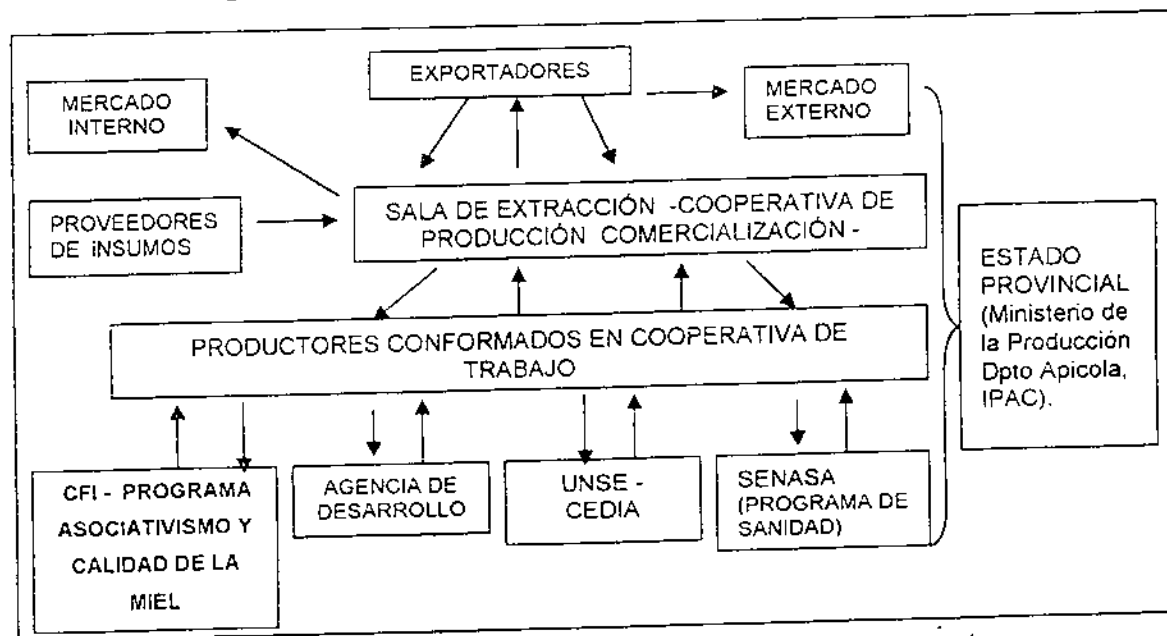 EXPORTADORES
MERCADO
INTERNO
MERCADO
EXTERNO
PROVEEDORES
DE iNSUMOS
SALA DE EXTRACCIÓN -COOPERATIVA DE
PRODUCCIÓN COMERCIALIZACIÓN -
PRODUCTORES CONFORMADOS EN COOPERATIVA DE
TRABAJO
CFI - PROGRAMA
ASOCIATIVISMO Y
CALIDAD DE LA
MIEL
AGENCIA DE
DESARROLLO
UNSE -
CEDIA
SENASA
(PROGRAMA DE
SANIDAD)
ESTADO
PROVINCIAL
(Ministerio de
la Producción
Dpto Apicola,
IPAC).